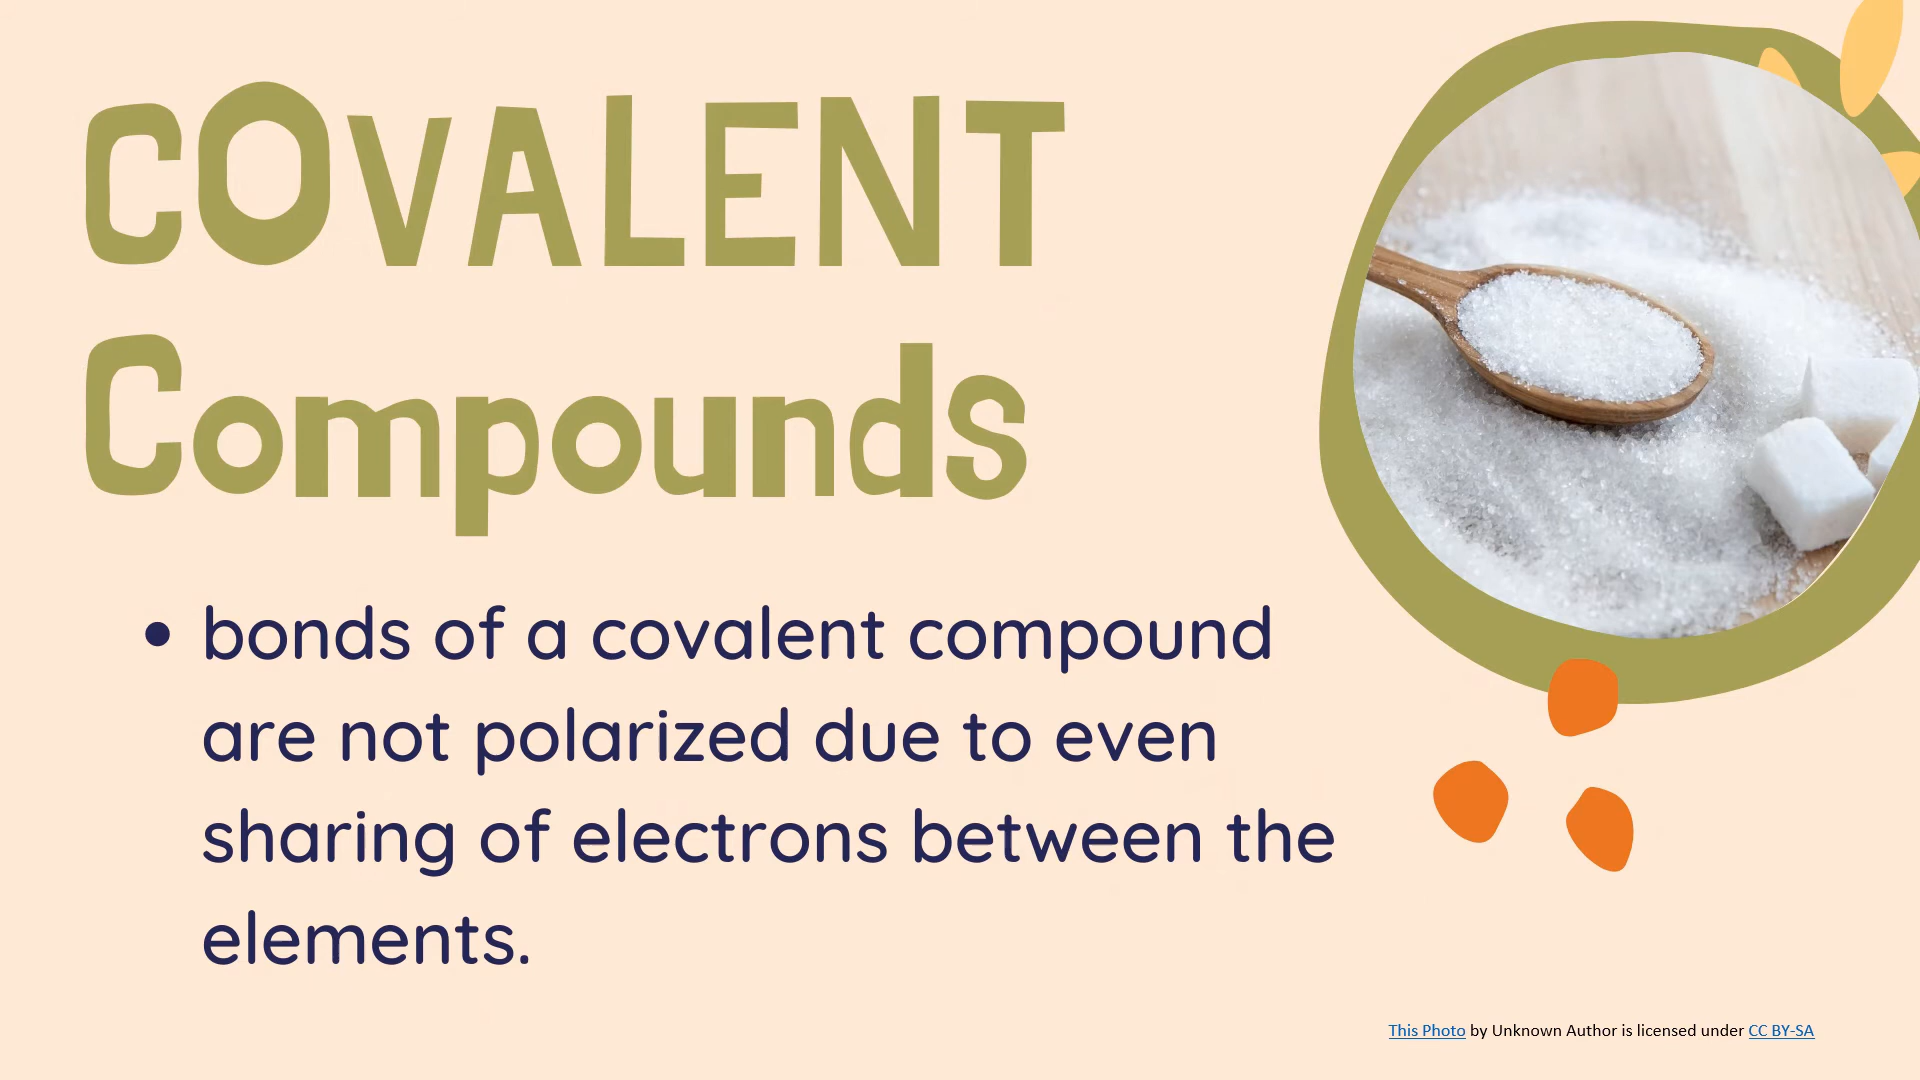 COVALENT
Compounds
• bonds of a covalent compound
are not polarized due to even
sharing of electrons between the
elements.
This Photo by Unknown Author is licensed under CC BY-SA